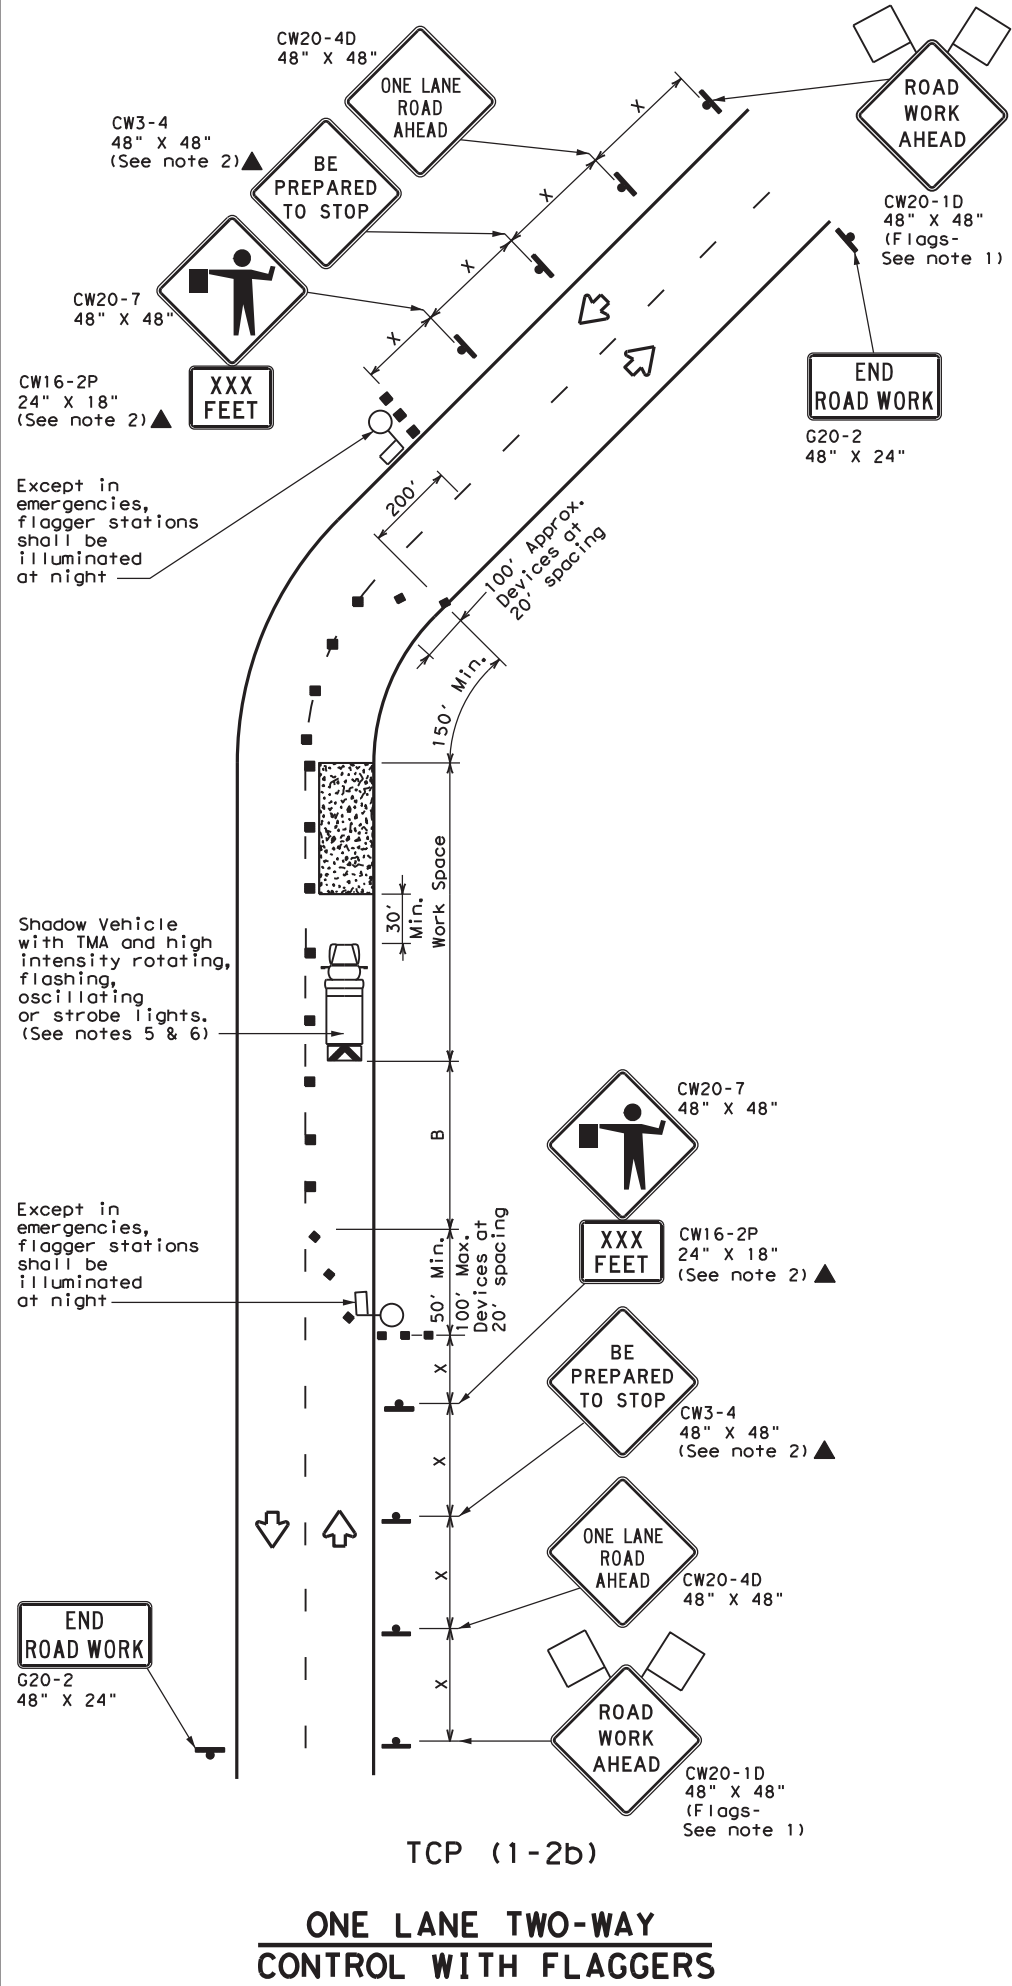 CW20-4D
48" X 48"
ONE LANE
ROAD
AHEAD
X
ROAD
WORK
AHEAD
CW20-1D
48" X 48"
(Flags-
See note 1)
CW3-4
48" X 48"
(See note 2)
BE
PREPARED
TO STOP
X
X
CW20-7
48" X 48"
X
CW16-2P
24" X 18"
(See note 2)
XXX
FEET
END
ROAD WORK
G20-2
48" X 24"
Except in
emergencies,
flagger stations
shall be
illuminated
at night
200'
100' Approx.
Devices at
20' spacing
150' Min.
Work Space
30'
Min.
Shadow Vehicle
with TMA and high
intensity rotating,
flashing,
oscillating
or strobe lights.
(See notes 5 & 6)
B
CW20-7
48" X 48"
XXX
FEET
CW16-2P
24" X 18"
(See note 2)
Except in
emergencies,
flagger stations
shall be
illuminated
at night
50' Min.
100' Max.
Devices at
20' spacing
X
BE
PREPARED
TO STOP
CW3-4
48" X 48"
(See note 2)
X
ONE LANE
ROAD
AHEAD
CW20-4D
48" X 48"
X
END
ROAD WORK
G20-2
48" X 24"
X
ROAD
WORK
AHEAD
CW20-1D
48" X 48"
(Flags-
See note 1)
TCP (1-2b)
ONE LANE TWO-WAY
CONTROL WITH FLAGGERS